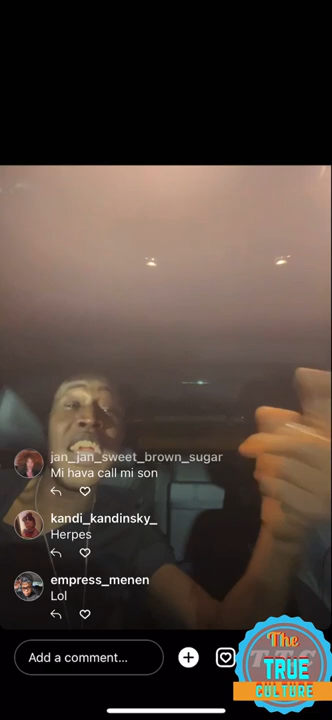 jan_jan_sweet_brown_sugar
Mi hava call mi son
kandi_kandinsky_
Herpes
empress_menen
Lol
Add a comment...
The
T.T.C
TRUE
CULTURE